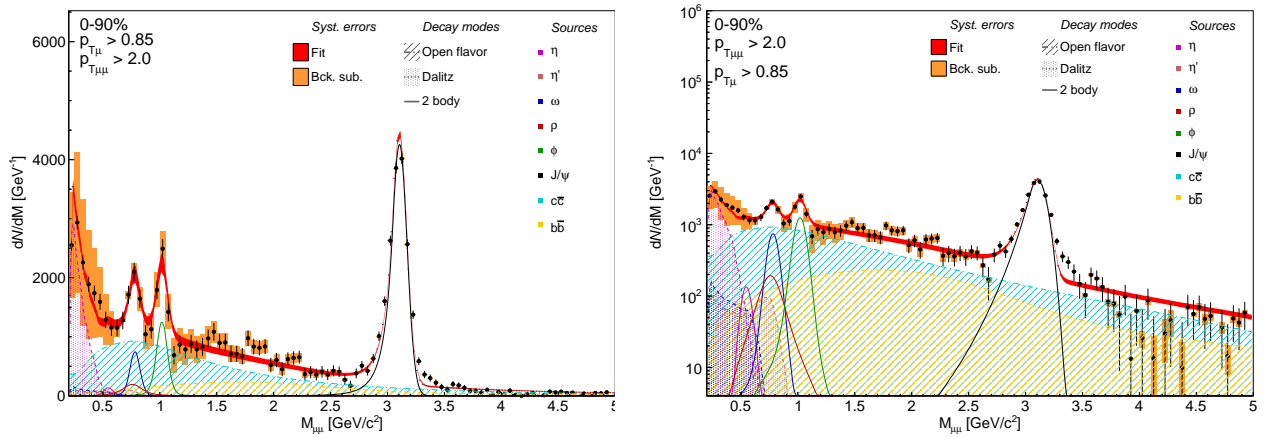 0-90%
p_Tμ > 0.85
p_Tμμ > 2.0
Syst. errors
Fit
Bck. sub.
Decay modes
Open flavor
Dalitz
2 body
Sources
η
η'
ω
ρ
ϕ
J/ψ
cc̅
bb̅
dN/dM [GeV⁻¹]
6000
4000
2000
0
0.5 1 1.5 2 2.5 3 3.5 4 4.5 5
M_μμ [GeV/c²]
0-90%
p_Tμμ > 2.0
p_Tμ > 0.85
Syst. errors
Fit
Bck. sub.
Decay modes
Open flavor
Dalitz
2 body
Sources
η
η'
ω
ρ
ϕ
J/ψ
cc̅
bb̅
dN/dM [GeV⁻¹]
10⁶
10⁵
10⁴
10³
10²
10
0.5 1 1.5 2 2.5 3 3.5 4 4.5 5
M_μμ [GeV/c²]